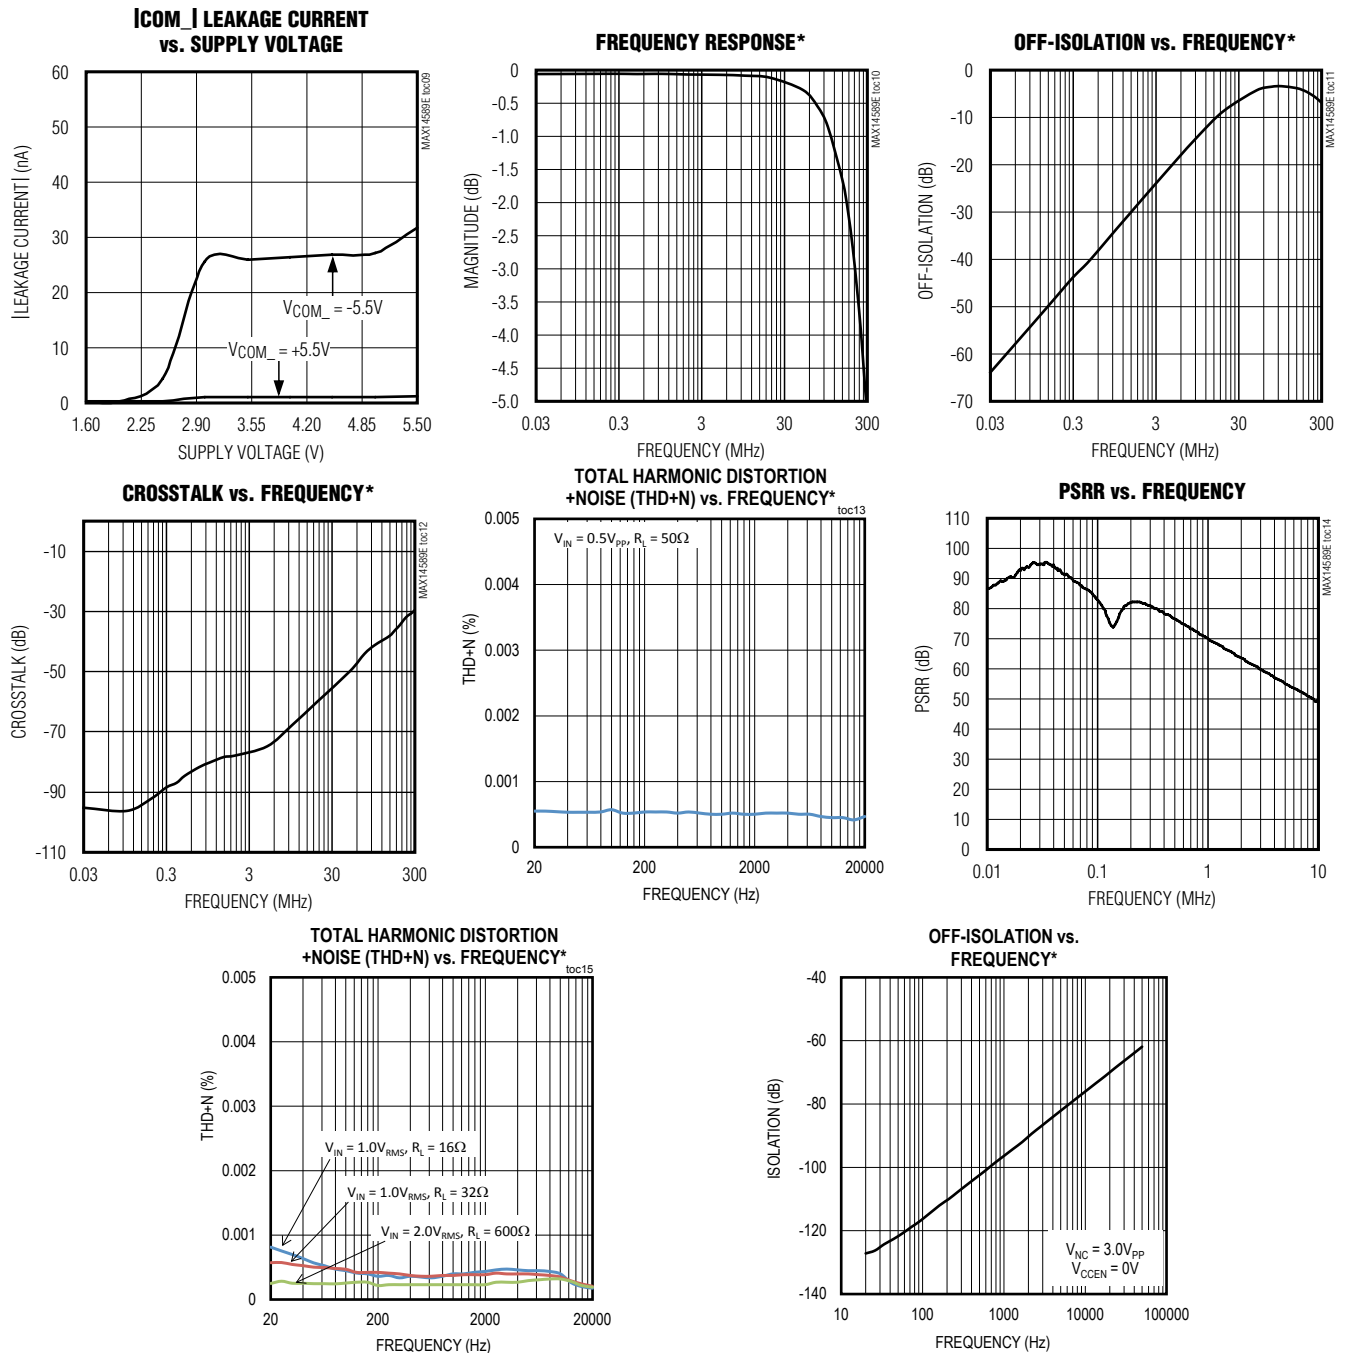 |COM_| LEAKAGE CURRENT
vs. SUPPLY VOLTAGE
60
50
40
30
20
10
0
|LEAKAGE CURRENT| (nA)
VCOM_ = -5.5V
VCOM_ = +5.5V
1.60 2.25 2.90 3.55 4.20 4.85 5.50
SUPPLY VOLTAGE (V)
MAX14589E toc09
FREQUENCY RESPONSE*
0
-0.5
-1.0
-1.5
-2.0
-2.5
-3.0
-3.5
-4.0
-4.5
-5.0
MAGNITUDE (dB)
0.03 0.3 3 30 300
FREQUENCY (MHz)
MAX14589E toc10
OFF-ISOLATION vs. FREQUENCY*
0
-10
-20
-30
-40
-50
-60
-70
OFF-ISOLATION (dB)
0.03 0.3 3 30 300
FREQUENCY (MHz)
MAX14589E toc11
CROSSTALK vs. FREQUENCY*
-10
-30
-50
-70
-90
-110
CROSSTALK (dB)
0.03 0.3 3 30 300
FREQUENCY (MHz)
MAX14589E toc12
TOTAL HARMONIC DISTORTION
+NOISE (THD+N) vs. FREQUENCY*
toc13
0.005
0.004
0.003
0.002
0.001
0
THD+N (%)
VIN = 0.5VPP, RL = 50Ω
20 200 2000 20000
FREQUENCY (Hz)
PSRR vs. FREQUENCY
110
100
90
80
70
60
50
40
30
20
10
0
PSRR (dB)
0.01 0.1 1 10
FREQUENCY (MHz)
MAX14589E toc14
TOTAL HARMONIC DISTORTION
+NOISE (THD+N) vs. FREQUENCY*
toc15
0.005
0.004
0.003
0.002
0.001
0
THD+N (%)
VIN = 1.0VRMS, RL = 16Ω
VIN = 1.0VRMS, RL = 32Ω
VIN = 2.0VRMS, RL = 600Ω
20 200 2000 20000
FREQUENCY (Hz)
OFF-ISOLATION vs.
FREQUENCY*
-40
-60
-80
-100
-120
-140
ISOLATION (dB)
VNC = 3.0VPP
VCCEN = 0V
10 100 1000 10000 100000
FREQUENCY (Hz)